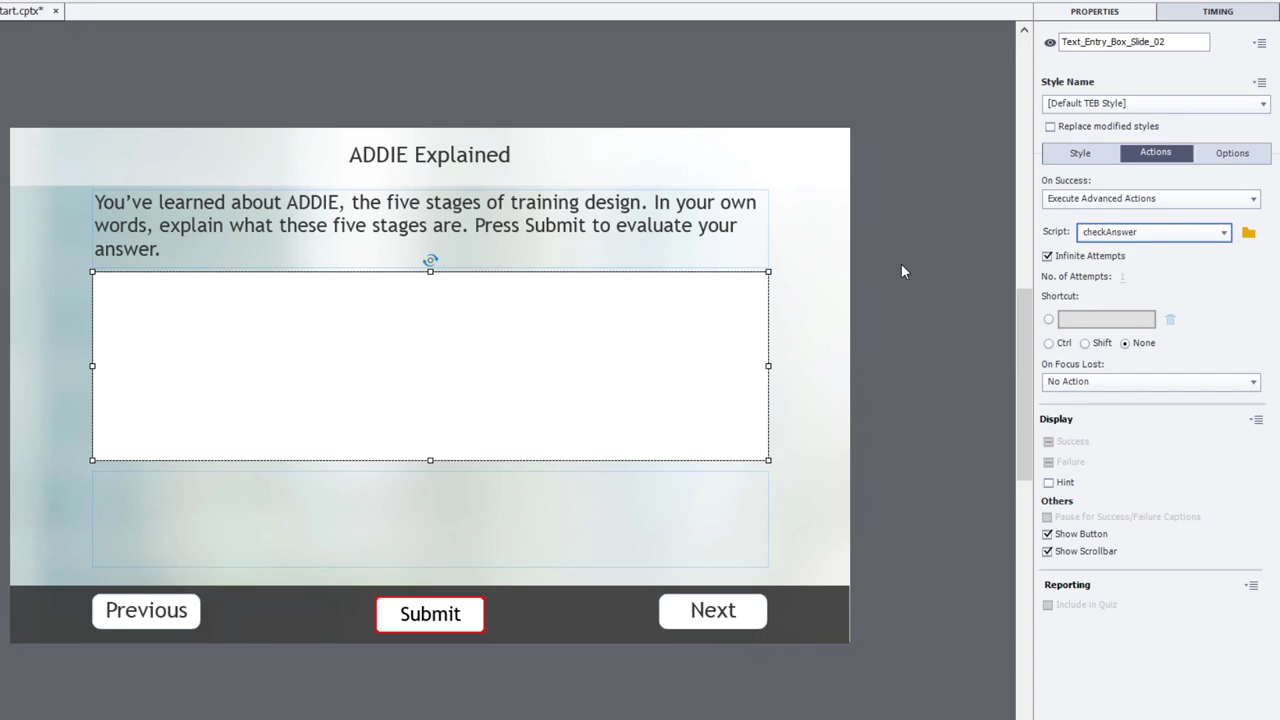 tart.cptx* ×
PROPERTIES TIMING
Text_Entry_Box_Slide_02
Style Name
[Default TEB Style]
Replace modified styles
Style Actions Options
On Success:
Execute Advanced Actions
Script: checkAnswer
Infinite Attempts
No. of Attempts: 1
Shortcut:
Ctrl Shift None
On Focus Lost:
No Action
Display
Success
Failure
Hint
Others
Pause for Success/Failure Captions
Show Button
Show Scrollbar
Reporting
Include in Quiz
ADDIE Explained
You’ve learned about ADDIE, the five stages of training design. In your own
words, explain what these five stages are. Press Submit to evaluate your
answer.
Previous Submit Next